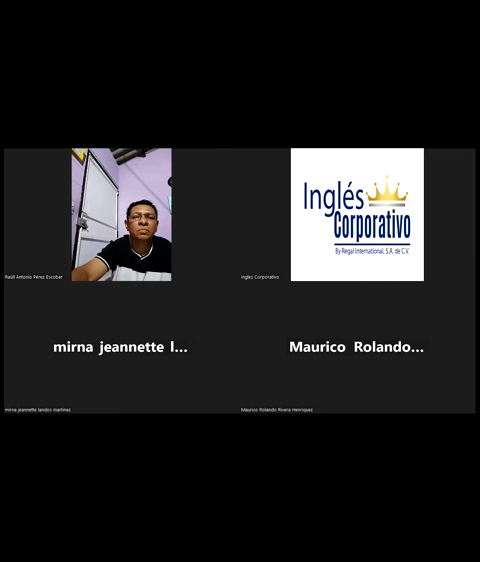 Inglés
Corporativo
By Regal International, S.A. de C.V.
Raúll Antonio Pérez Escobar
Inglés Corporativo
mirna jeannette l...
Maurico Rolando...
mirna jeannette landos martinez
Maurico Rolando Rivera Henriquez